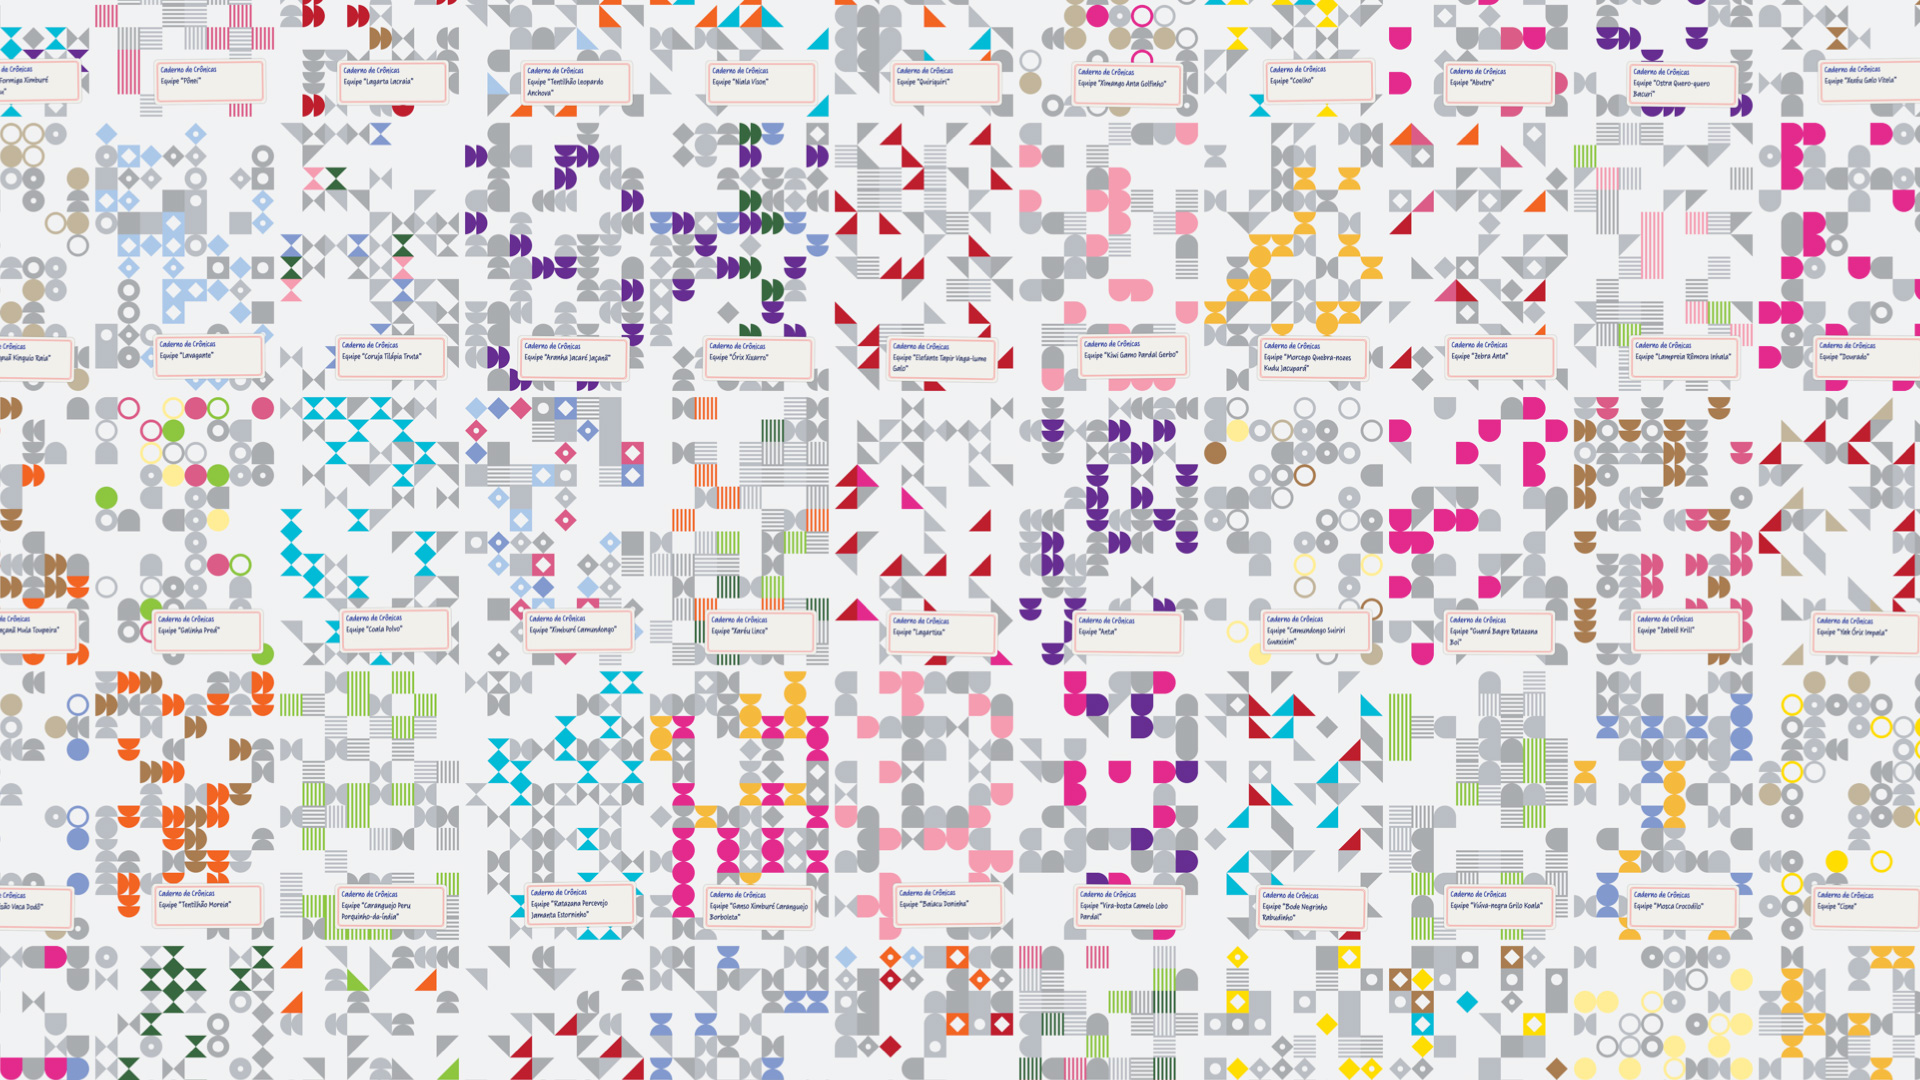 de Crônicas
Formiga Ximburé
Caderno de Crônicas
Equipe "Pônei"
Caderno de Crônicas
Equipe "Lagarta Lacraia"
Caderno de Crônicas
Equipe "Tentilhão Leopardo
Anchova"
Caderno de Crônicas
Equipe "Niala Vison"
Caderno de Crônicas
Equipe "Quiriquiri"
Caderno de Crônicas
Equipe "Ximango Anta Golfinho"
Caderno de Crônicas
Equipe "Coelho"
Caderno de Crônicas
Equipe "Abutre"
Caderno de Crônicas
Equipe "Ostra Quero-quero
Bacuri"
Caderno de Crônicas
Equipe "Xaréu Galo Vitela"
Crônicas
Xinguio Raia"
Caderno de Crônicas
Equipe "Lavagante"
Caderno de Crônicas
Equipe "Coruja Tilápia Truta"
Caderno de Crônicas
Equipe "Aranha Jacaré Jaçanã"
Caderno de Crônicas
Equipe "Órix Xixarro"
Caderno de Crônicas
Equipe "Elefante Tapir Vaga-lume
Galo"
Caderno de Crônicas
Equipe "Kiwi Gamo Pardal Gerbo"
Caderno de Crônicas
Equipe "Morcego Quebra-nozes
Kudu Jacupará"
Caderno de Crônicas
Equipe "Zebra Anta"
Caderno de Crônicas
Equipe "Lampreia Rêmora Inhala"
Caderno de Crônicas
Equipe "Dourado"
de Crônicas
Mula Toupeira"
Caderno de Crônicas
Equipe "Galinha Fred"
Caderno de Crônicas
Equipe "Coala Polvo"
Caderno de Crônicas
Equipe "Ximburé Camundongo"
Caderno de Crônicas
Equipe "Xaréu Lince"
Caderno de Crônicas
Equipe "Lagartixa"
Caderno de Crônicas
Equipe "Anta"
Caderno de Crônicas
Equipe "Camundongo Suiriri
Guaxinim"
Caderno de Crônicas
Equipe "Guará Bagre Ratazana
Boi"
Caderno de Crônicas
Equipe "Zabelê Krill"
Caderno de Crônicas
Equipe "Yak Órix Impala"
de Crônicas
Vaca Dodô"
Caderno de Crônicas
Equipe "Tentilhão Moreia"
Caderno de Crônicas
Equipe "Caranguejo Peru
Porquinho-da-índia"
Caderno de Crônicas
Equipe "Ratazana Percevejo
Jamanta Estorninho"
Caderno de Crônicas
Equipe "Ganso Ximburé Caranguejo
Borboleta"
Caderno de Crônicas
Equipe "Baiacu Doninha"
Caderno de Crônicas
Equipe "Vira-bosta Camelo Lobo
Pardal"
Caderno de Crônicas
Equipe "Bode Negrinho
Rabudinho"
Caderno de Crônicas
Equipe "Viúva-negra Grilo Koala"
Caderno de Crônicas
Equipe "Mosca Crocodilo"
Caderno de Crônicas
Equipe "Cisne"